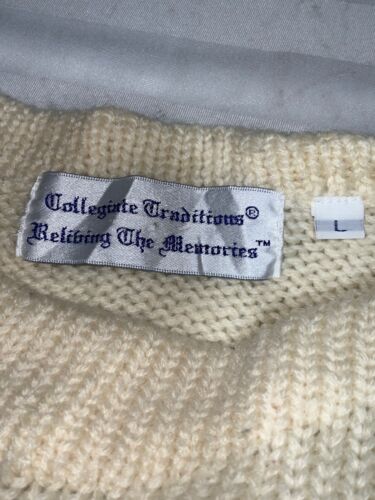 Collegiate Traditions®
Reliving The Memories™
L